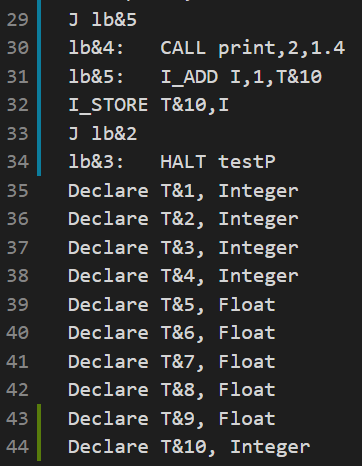 29 J lb&5
30 lb&4: CALL print,2,1.4
31 lb&5: I_ADD I,1,T&10
32 I_STORE T&10,I
33 J lb&2
34 lb&3: HALT testP
35 Declare T&1, Integer
36 Declare T&2, Integer
37 Declare T&3, Integer
38 Declare T&4, Integer
39 Declare T&5, Float
40 Declare T&6, Float
41 Declare T&7, Float
42 Declare T&8, Float
43 Declare T&9, Float
44 Declare T&10, Integer